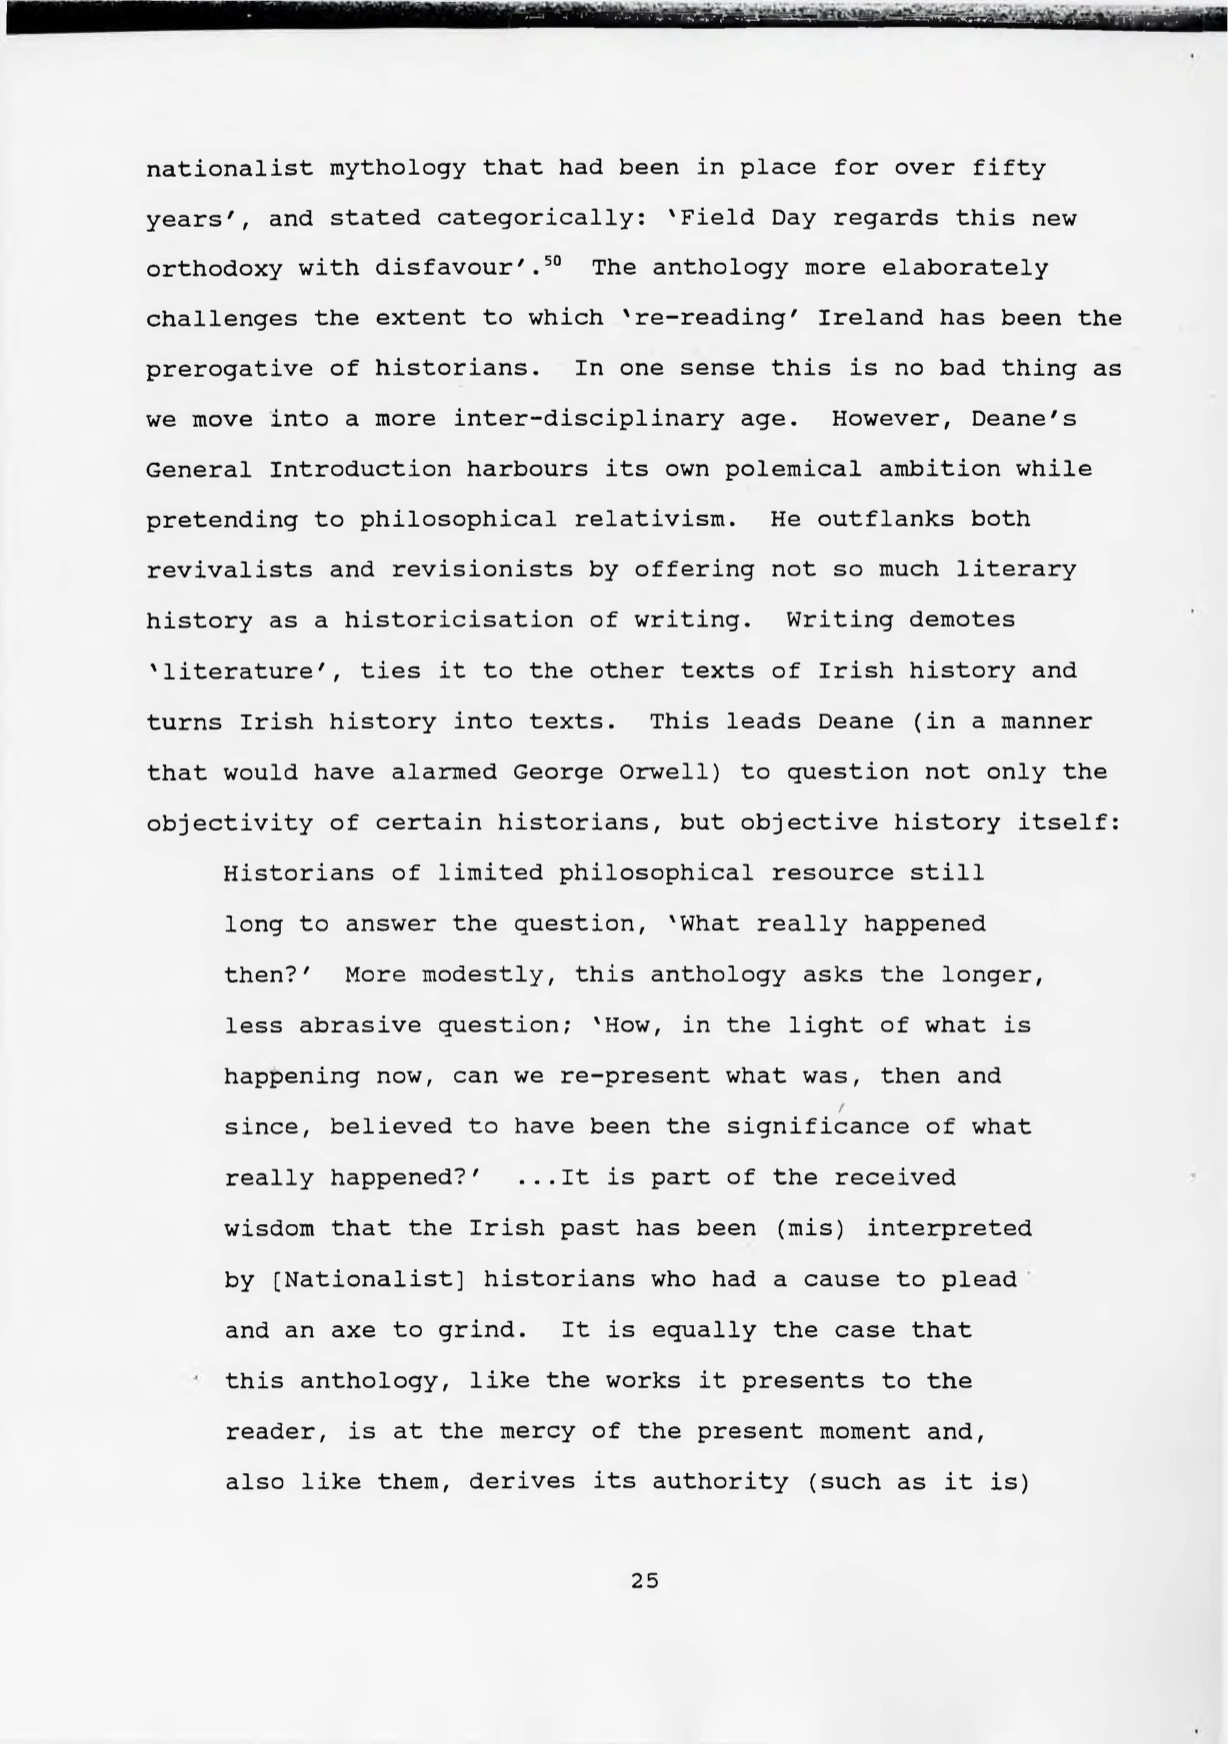 nationalist mythology that had been in place for over fifty
years', and stated categorically: 'Field Day regards this new
orthodoxy with disfavour'.50 The anthology more elaborately
challenges the extent to which 're-reading' Ireland has been the
prerogative of historians. In one sense this is no bad thing as
we move into a more inter-disciplinary age. However, Deane's
General Introduction harbours its own polemical ambition while
pretending to philosophical relativism. He outflanks both
revivalists and revisionists by offering not so much literary
history as a historicisation of writing. Writing demotes
'literature', ties it to the other texts of Irish history and
turns Irish history into texts. This leads Deane (in a manner
that would have alarmed George Orwell) to question not only the
objectivity of certain historians, but objective history itself:
Historians of limited philosophical resource still
long to answer the question, 'What really happened
then?' More modestly, this anthology asks the longer,
less abrasive question; 'How, in the light of what is
happening now, can we re-present what was, then and
since, believed to have been the significance of what
really happened?' ...It is part of the received
wisdom that the Irish past has been (mis) interpreted
by [Nationalist] historians who had a cause to plead
and an axe to grind. It is equally the case that
this anthology, like the works it presents to the
reader, is at the mercy of the present moment and,
also like them, derives its authority (such as it is)
25